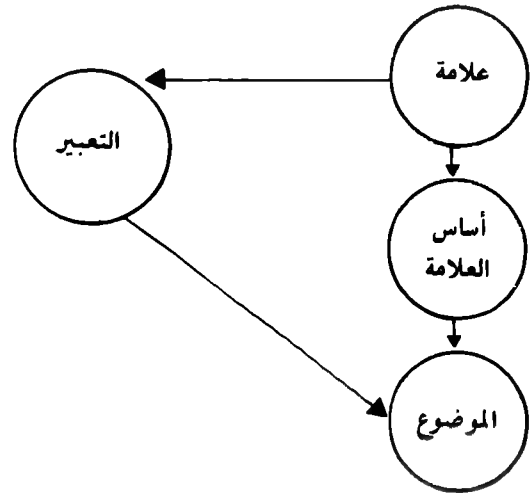 علامة
التعبير
أساس
العلامة
الموضوع